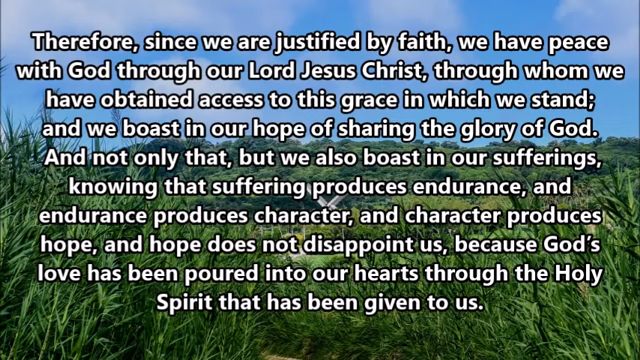 Therefore, since we are justified by faith, we have peace
with God through our Lord Jesus Christ, through whom we
have obtained access to this grace in which we stand;
and we boast in our hope of sharing the glory of God.
And not only that, but we also boast in our sufferings,
knowing that suffering produces endurance, and
endurance produces character, and character produces
hope, and hope does not disappoint us, because God’s
love has been poured into our hearts through the Holy
Spirit that has been given to us.